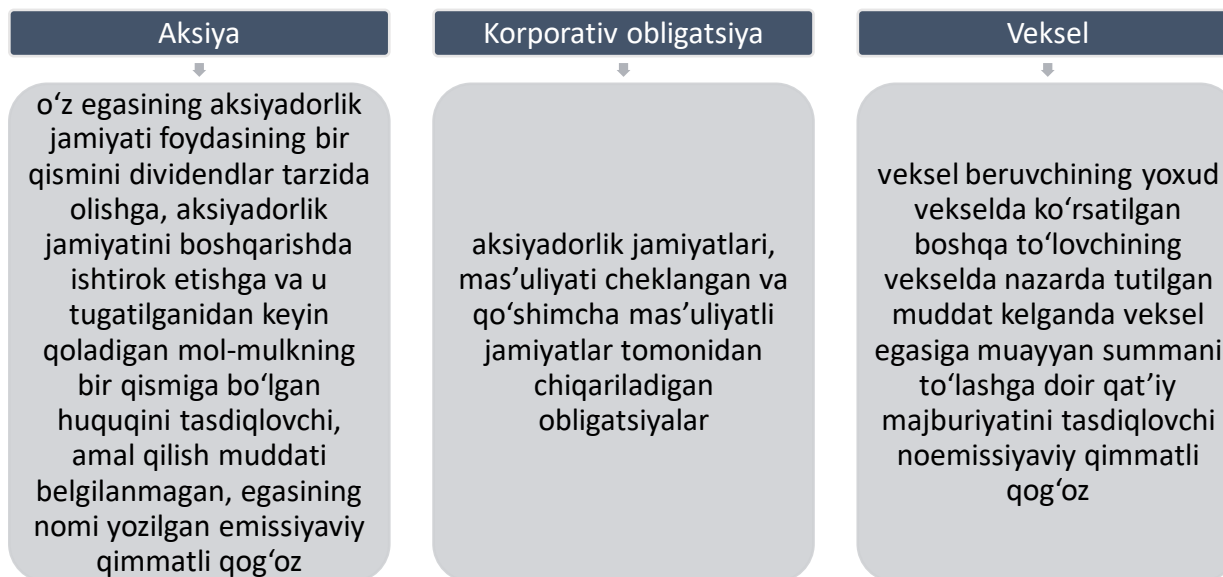 Aksiya
o‘z egasining aksiyadorlik
jamiyati foydasining bir
qismini dividendlar tarzida
olishga, aksiyadorlik
jamiyatini boshqarishda
ishtirok etishga va u
tugatilganidan keyin
qoladigan mol-mulkning
bir qismiga bo‘lgan
huquqini tasdiqlovchi,
amal qilish muddati
belgilanmagan, egasining
nomi yozilgan emissiyaviy
qimmatli qog‘oz
Korporativ obligatsiya
aksiyadorlik jamiyatlari,
mas’uliyati cheklangan va
qo‘shimcha mas’uliyatli
jamiyatlar tomonidan
chiqariladigan
obligatsiyalar
Veksel
veksel beruvchining yoxud
vekselda ko‘rsatilgan
boshqa to‘lovchining
vekselda nazarda tutilgan
muddat kelganda veksel
egasiga muayyan summani
to‘lashga doir qat’iy
majburiyatini tasdiqlovchi
noemissiyaviy qimmatli
qog‘oz